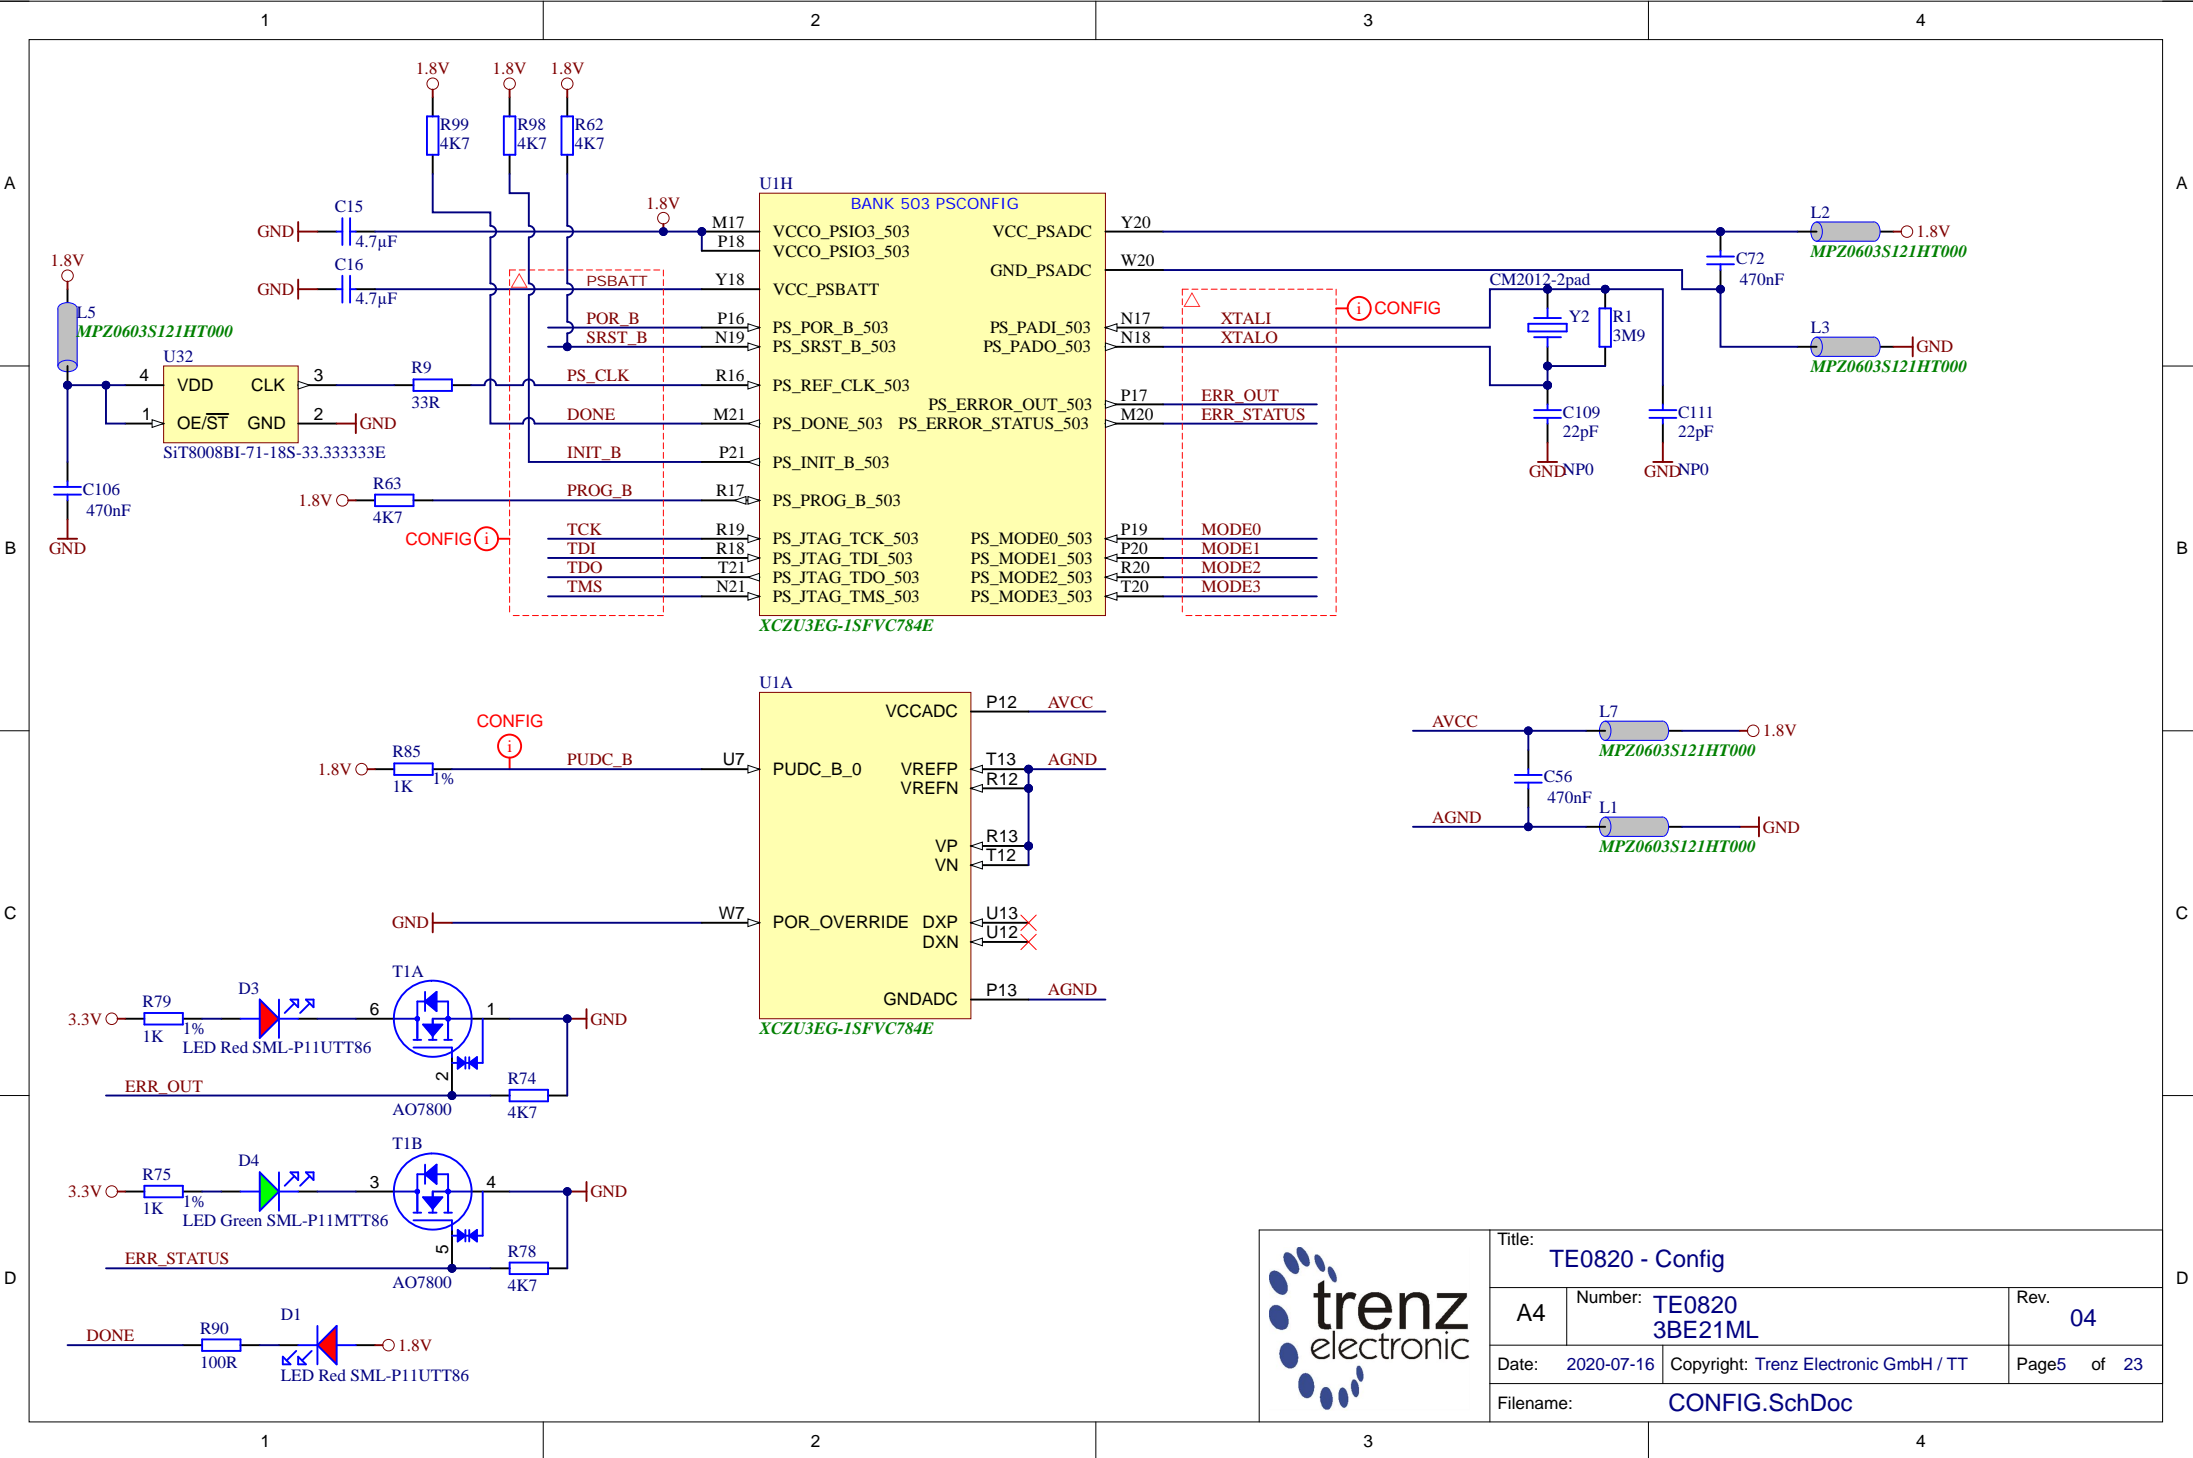 1 2 3 4
A A
B B
C C
D D
1.8V 1.8V 1.8V
R99 4K7
R98 4K7
R62 4K7
C15
GND 4.7µF
1.8V
C16
GND 4.7µF
1.8V
L5
MPZ0603S121HT000
U32
4 VDD CLK 3
1 OE/ST GND 2 GND
SiT8008BI-71-18S-33.333333E
C106
470nF
GND
R9
33R
1.8V R63
4K7
CONFIG i
PSBATT
POR_B
SRST_B
PS_CLK
DONE
INIT_B
PROG_B
TCK
TDI
TDO
TMS
U1H
BANK 503 PSCONFIG
M17 VCCO_PSIO3_503
P18 VCCO_PSIO3_503
Y18 VCC_PSBATT
P16 PS_POR_B_503
N19 PS_SRST_B_503
R16 PS_REF_CLK_503
M21 PS_DONE_503
P21 PS_INIT_B_503
R17 PS_PROG_B_503
R19 PS_JTAG_TCK_503
R18 PS_JTAG_TDI_503
T21 PS_JTAG_TDO_503
N21 PS_JTAG_TMS_503
VCC_PSADC Y20
GND_PSADC W20
PS_PADI_503 N17 XTALI
PS_PADO_503 N18 XTALO
PS_ERROR_OUT_503 P17 ERR_OUT
PS_ERROR_STATUS_503 M20 ERR_STATUS
PS_MODE0_503 P19 MODE0
PS_MODE1_503 P20 MODE1
PS_MODE2_503 R20 MODE2
PS_MODE3_503 T20 MODE3
XCZU3EG-1SFVC784E
i CONFIG
CM2012-2pad
Y2
R1
3M9
C109
22pF
GND NP0
C111
22pF
GND NP0
L2
1.8V
MPZ0603S121HT000
C72
470nF
L3
GND
MPZ0603S121HT000
U1A
VCCADC P12 AVCC
PUDC_B_0 VREFP T13 AGND
VREFN R12
VP R13
VN T12
POR_OVERRIDE DXP U13
DXN U12
GNDADC P13 AGND
XCZU3EG-1SFVC784E
CONFIG
i
1.8V R85 PUDC_B U7
1K 1%
GND W7
AVCC L7 1.8V
MPZ0603S121HT000
C56
470nF
AGND L1 GND
MPZ0603S121HT000
T1A
3.3V R79 D3 6 1 GND
1K 1%
LED Red SML-P11UTT86
2
ERR_OUT
AO7800
R74
4K7
T1B
3.3V R75 D4 3 4 GND
1K 1%
LED Green SML-P11MTT86
5
ERR_STATUS
AO7800
R78
4K7
DONE R90 D1 1.8V
100R
LED Red SML-P11UTT86
trenz
electronic
Title:
TE0820 - Config
A4
Number: TE0820
3BE21ML
Rev.
04
Date: 2020-07-16
Copyright: Trenz Electronic GmbH / TT
Page5 of 23
Filename: CONFIG.SchDoc
1 2 3 4